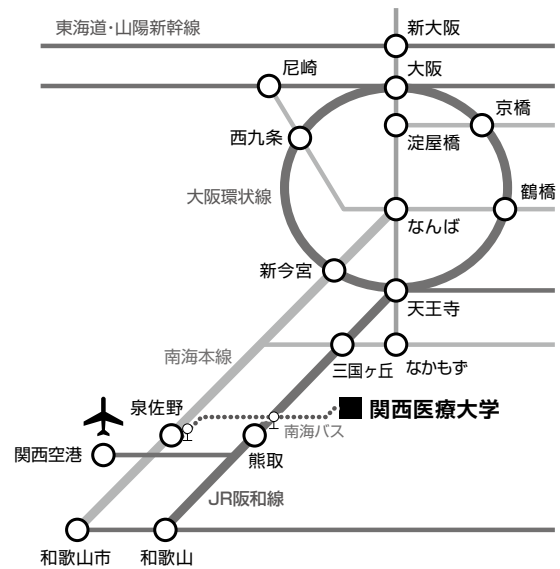 東海道・山陽新幹線
新大阪
尼崎
大阪
京橋
西九条
淀屋橋
大阪環状線
鶴橋
なんば
新今宮
天王寺
南海本線
三国ヶ丘
なかもず
泉佐野
関西医療大学
南海バス
関西空港
熊取
JR阪和線
和歌山市
和歌山